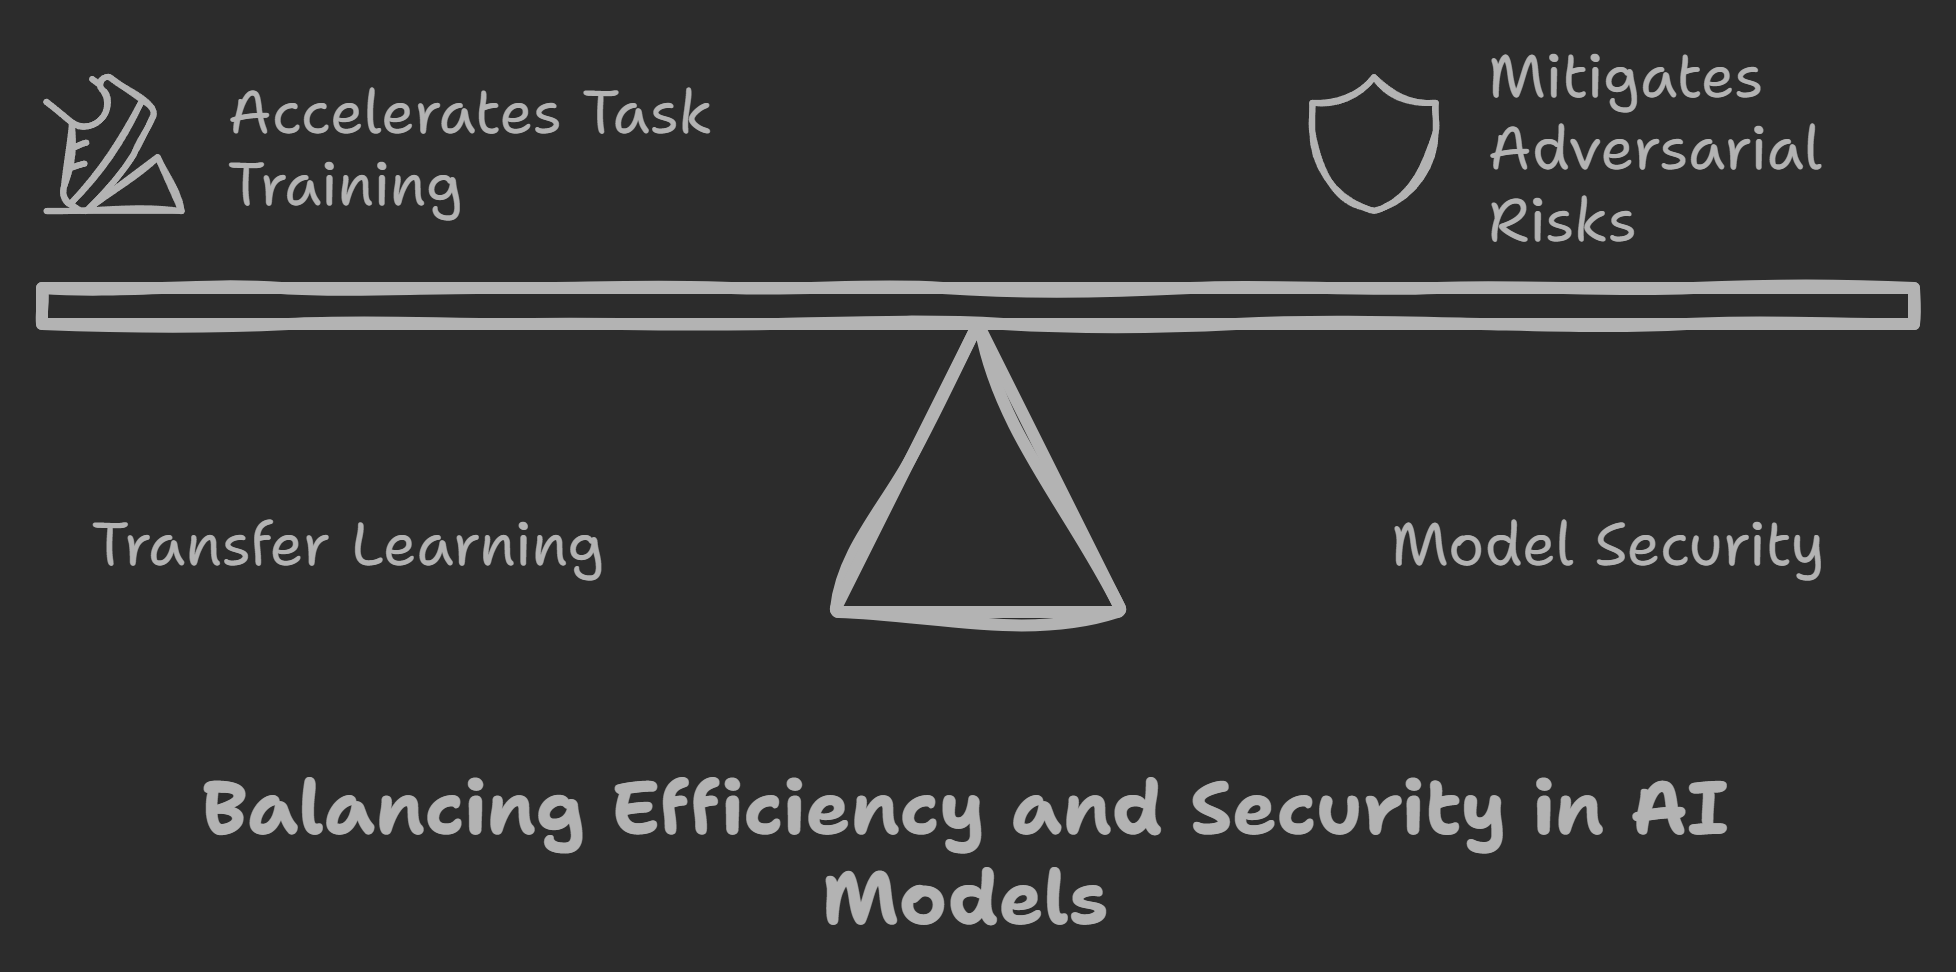 Accelerates Task
Training
Mitigates
Adversarial
Risks
Transfer Learning
Model Security
Balancing Efficiency and Security in AI
Models